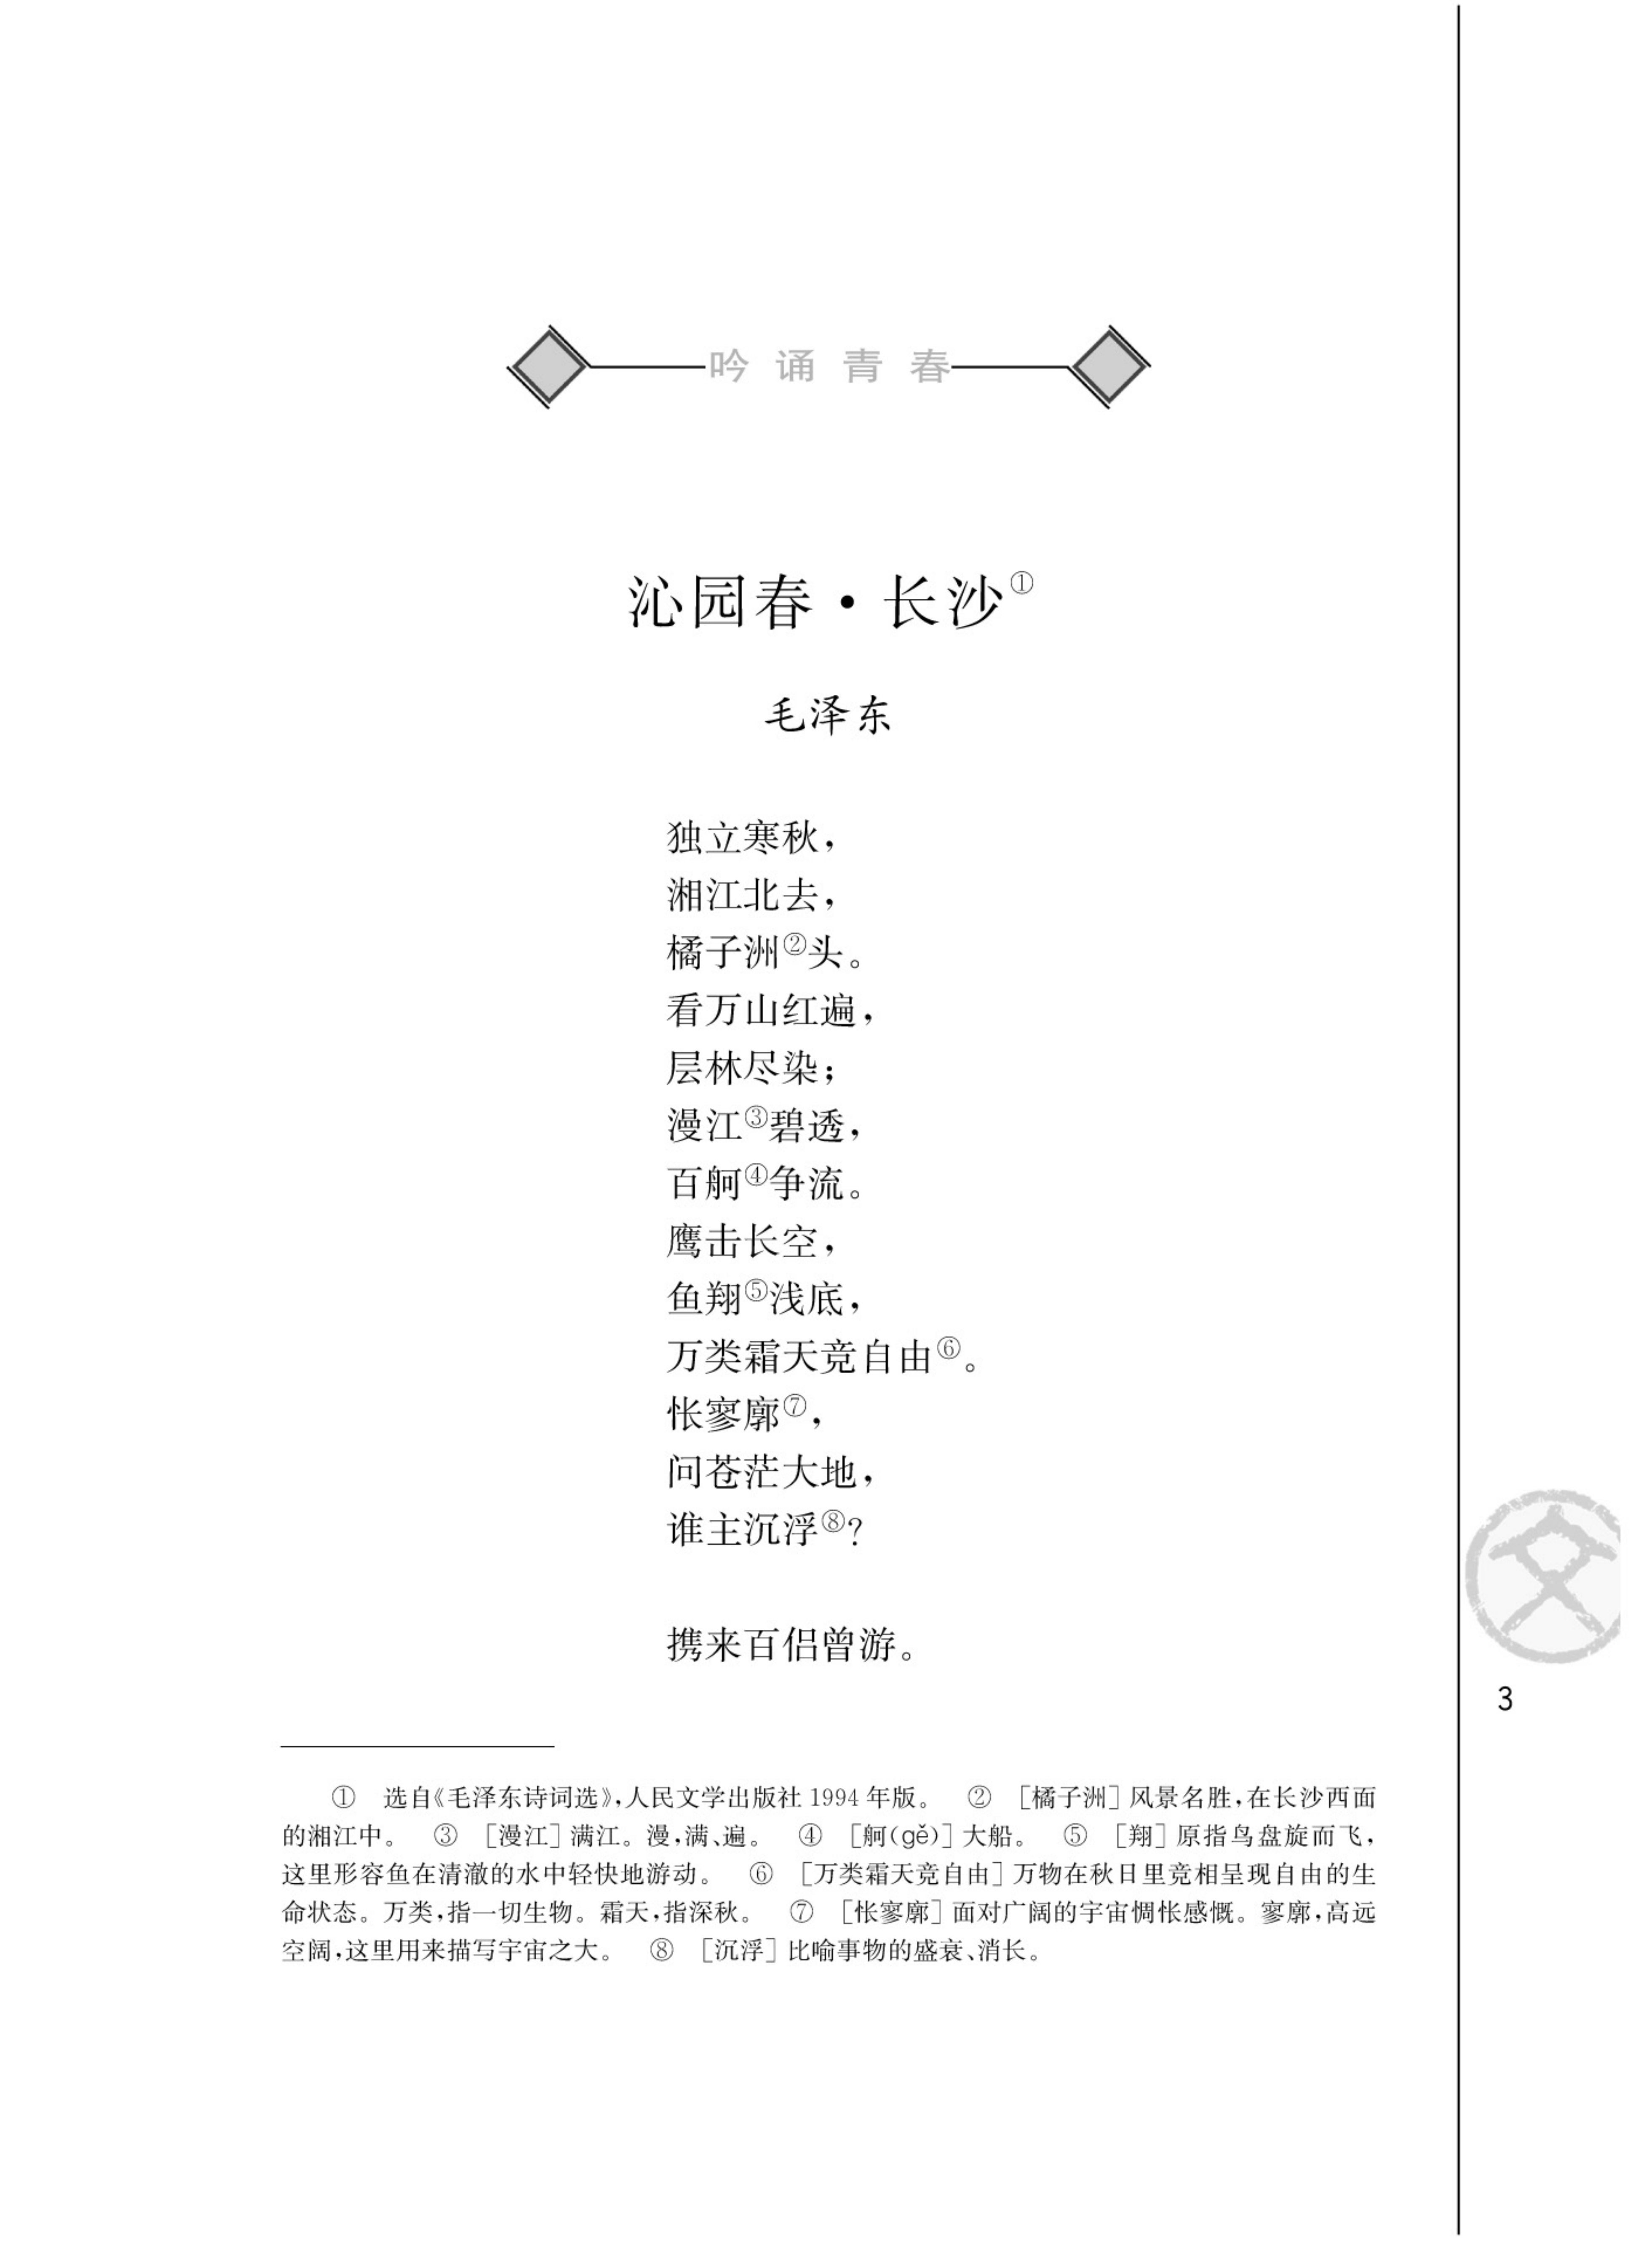 吟诵青春
沁园春·长沙①
毛泽东
独立寒秋，
湘江北去，
橘子洲②头。
看万山红遍，
层林尽染；
漫江③碧透，
百舸④争流。
鹰击长空，
鱼翔⑤浅底，
万类霜天竞自由⑥。
怅寥廓⑦，
问苍茫大地，
谁主沉浮⑧？
携来百侣曾游。
文
3
① 选自《毛泽东诗词选》，人民文学出版社 1994 年版。 ② ［橘子洲］风景名胜，在长沙西面
的湘江中。 ③ ［漫江］满江。漫，满、遍。 ④ ［舸(gě)］大船。 ⑤ ［翔］原指鸟盘旋而飞，
这里形容鱼在清澈的水中轻快地游动。 ⑥ ［万类霜天竞自由］万物在秋日里竞相呈现自由的生
命状态。万类，指一切生物。霜天，指深秋。 ⑦ ［怅寥廓］面对广阔的宇宙惆怅感慨。寥廓，高远
空阔，这里用来描写宇宙之大。 ⑧ ［沉浮］比喻事物的盛衰、消长。